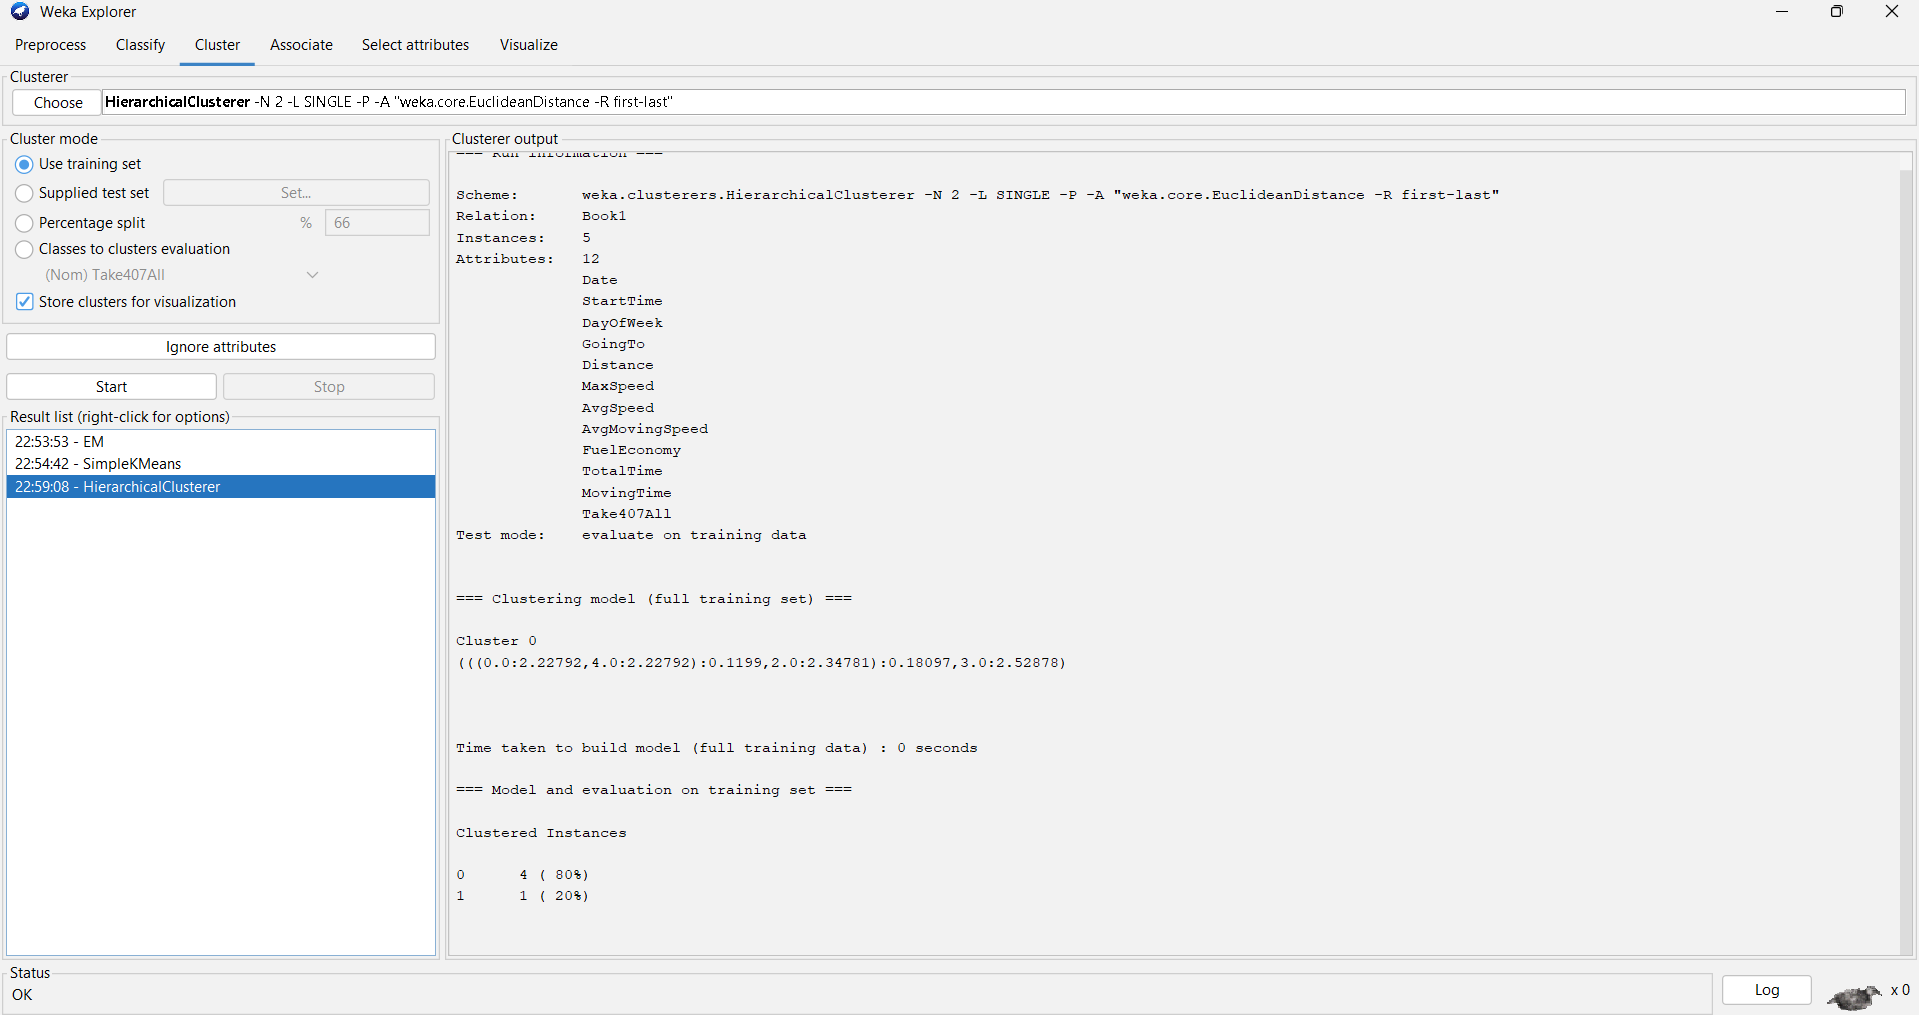 Weka Explorer
Preprocess Classify Cluster Associate Select attributes Visualize
Clusterer
Choose HierarchicalClusterer -N 2 -L SINGLE -P -A "weka.core.EuclideanDistance -R first-last"
Cluster mode
Use training set
Supplied test set Set...
Percentage split % 66
Classes to clusters evaluation
(Nom) Take407All
Store clusters for visualization
Ignore attributes
Start Stop
Result list (right-click for options)
22:53:53 - EM
22:54:42 - SimpleKMeans
22:59:08 - HierarchicalClusterer
Clusterer output
=== Run information ===
Scheme: weka.clusterers.HierarchicalClusterer -N 2 -L SINGLE -P -A "weka.core.EuclideanDistance -R first-last"
Relation: Book1
Instances: 5
Attributes: 12
Date
StartTime
DayOfWeek
GoingTo
Distance
MaxSpeed
AvgSpeed
AvgMovingSpeed
FuelEconomy
TotalTime
MovingTime
Take407All
Test mode: evaluate on training data
=== Clustering model (full training set) ===
Cluster 0
(((0.0:2.22792,4.0:2.22792):0.1199,2.0:2.34781):0.18097,3.0:2.52878)
Time taken to build model (full training data) : 0 seconds
=== Model and evaluation on training set ===
Clustered Instances
0 4 ( 80%)
1 1 ( 20%)
Status
OK
Log x 0